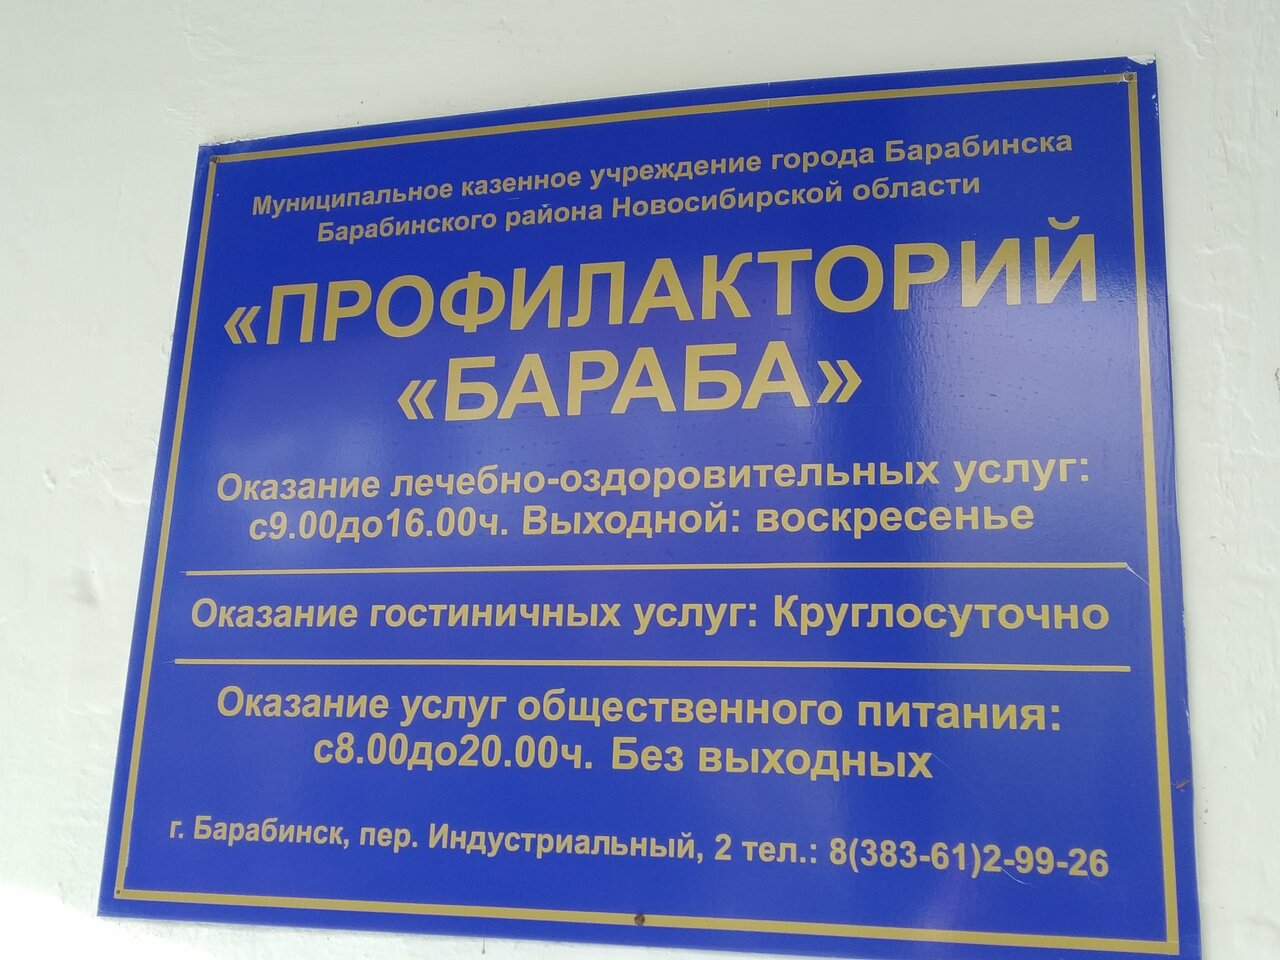 Муниципальное казенное учреждение города Барабинска
Барабинского района Новосибирской области
«ПРОФИЛАКТОРИЙ
«БАРАБА»
Оказание лечебно-оздоровительных услуг:
с9.00до16.00ч. Выходной: воскресенье
Оказание гостиничных услуг: Круглосуточно
Оказание услуг общественного питания:
с8.00до20.00ч. Без выходных
г. Барабинск, пер. Индустриальный, 2 тел.: 8(383-61)2-99-26